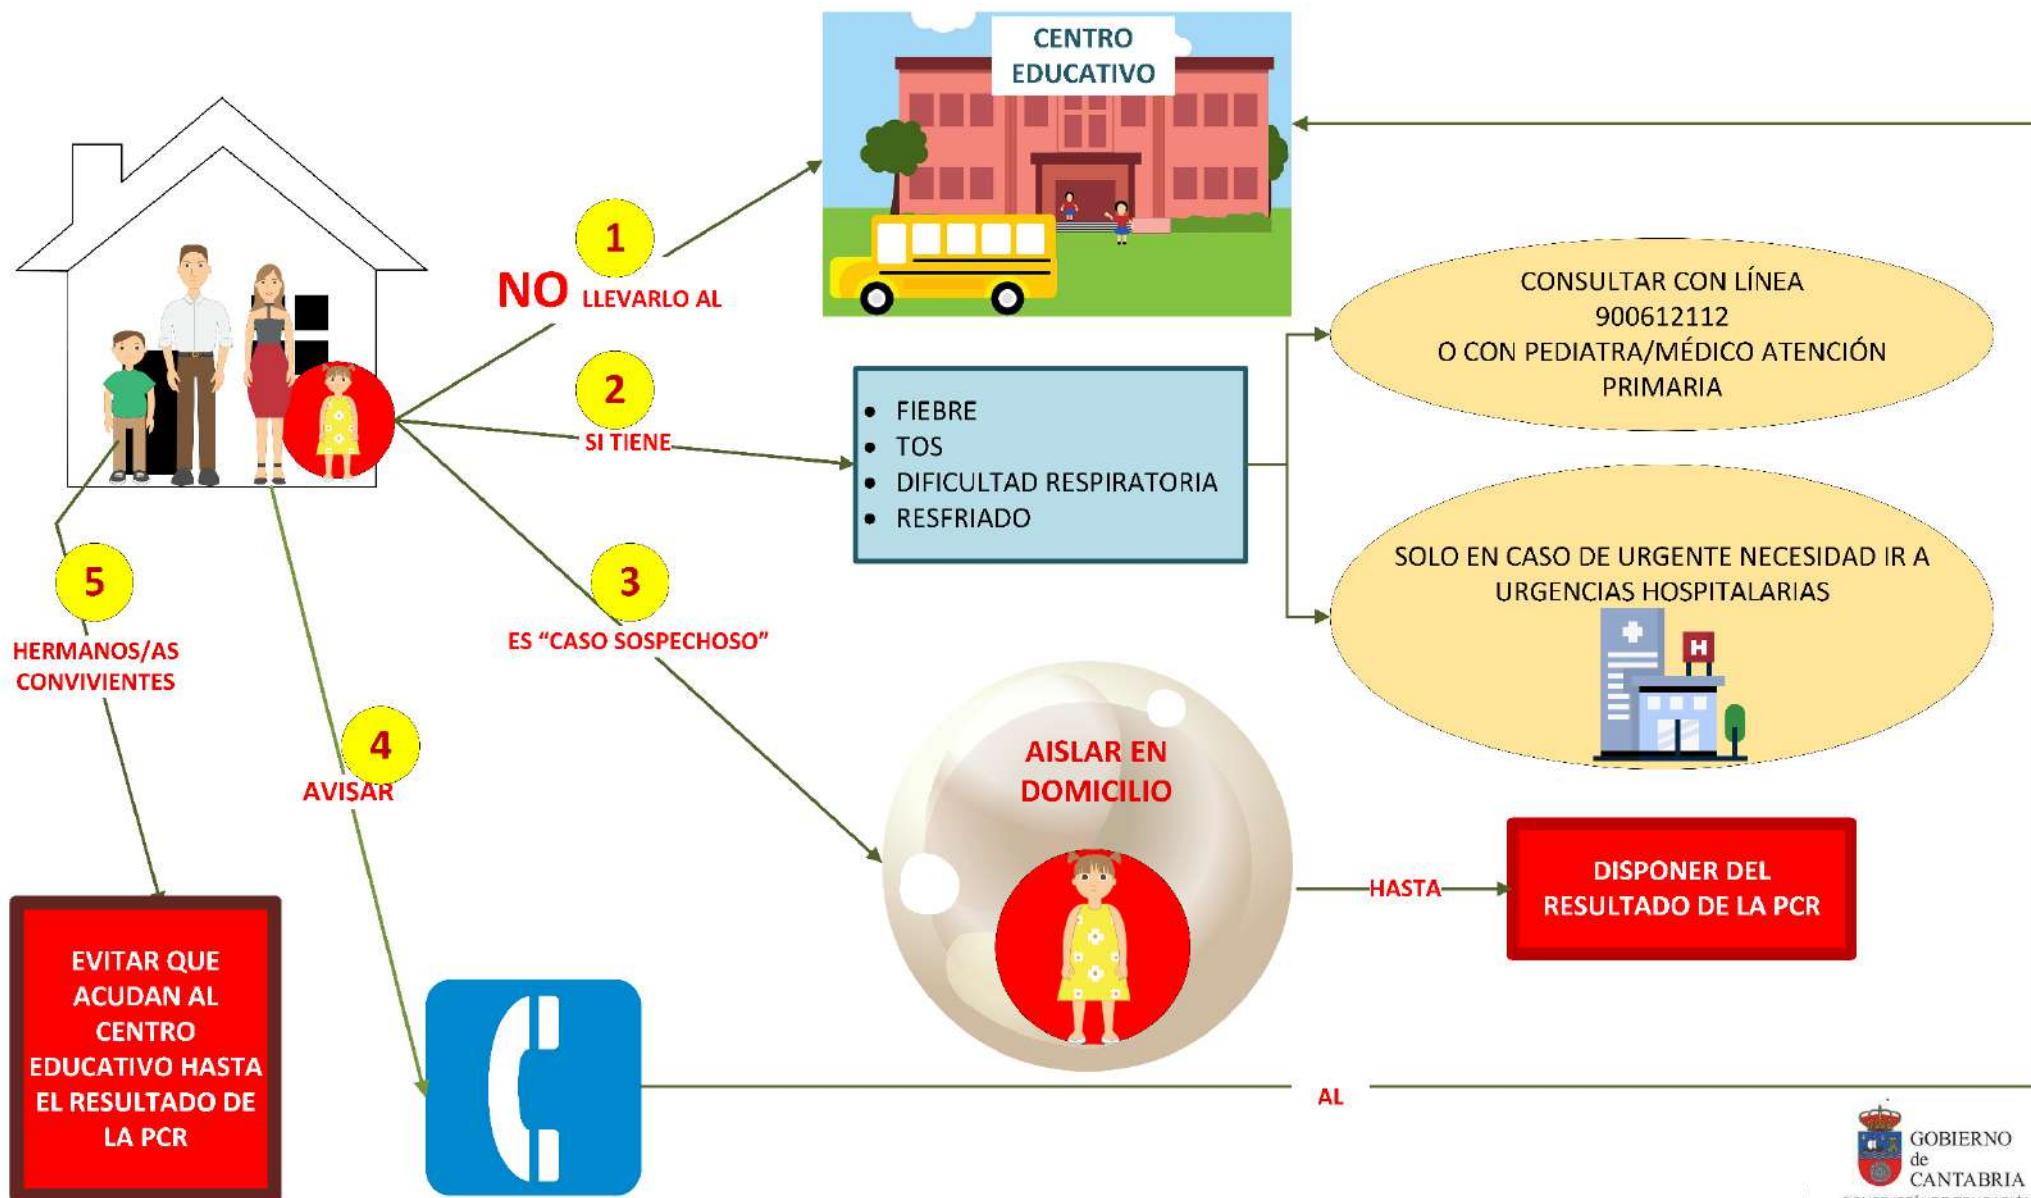 CENTRO
EDUCATIVO
1
NO LLEVARLO AL
2
SI TIENE
• FIEBRE
• TOS
• DIFICULTAD RESPIRATORIA
• RESFRIADO
CONSULTAR CON LÍNEA
900612112
O CON PEDIATRA/MÉDICO ATENCIÓN
PRIMARIA
SOLO EN CASO DE URGENTE NECESIDAD IR A
URGENCIAS HOSPITALARIAS
H
3
ES “CASO SOSPECHOSO”
AISLAR EN
DOMICILIO
HASTA
DISPONER DEL
RESULTADO DE LA PCR
4
AVISAR
AL
5
HERMANOS/AS
CONVIVIENTES
EVITAR QUE
ACUDAN AL
CENTRO
EDUCATIVO HASTA
EL RESULTADO DE
LA PCR
GOBIERNO
de
CANTABRIA